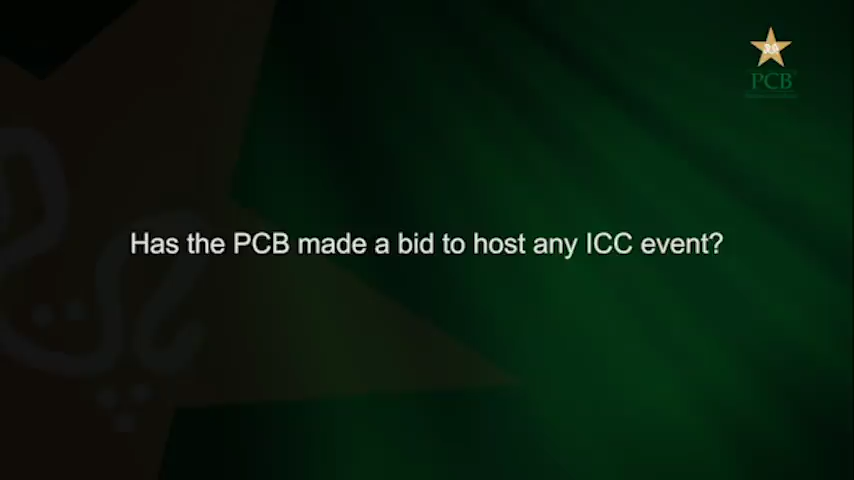 PCB
Has the PCB made a bid to host any ICC event?